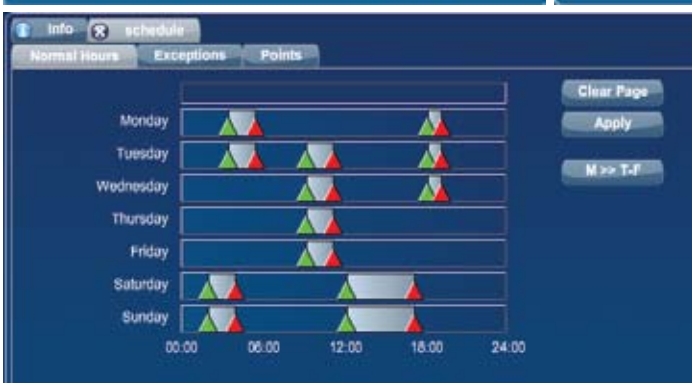 Info schedule
Normal Hours Exceptions Points
Clear Page
Monday
Apply
Tuesday
M >> T-F
Wednesday
Thursday
Friday
Saturday
Sunday
00:00 06:00 12:00 18:00 24:00